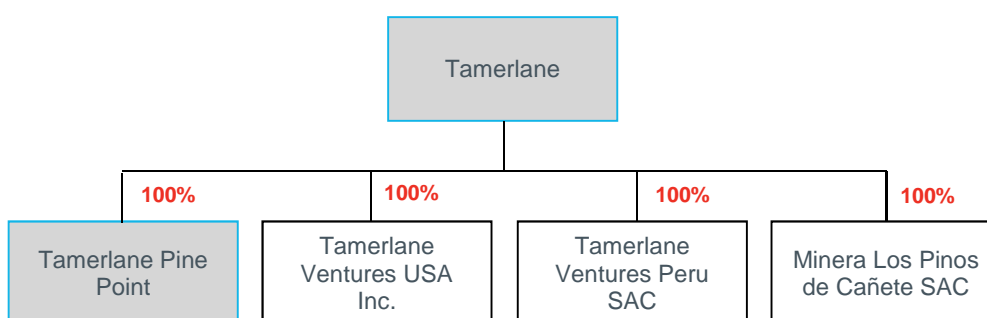 Tamerlane
100%
100%
100%
100%
Tamerlane Pine
Point
Tamerlane
Ventures USA
Inc.
Tamerlane
Ventures Peru
SAC
Minera Los Pinos
de Cañete SAC